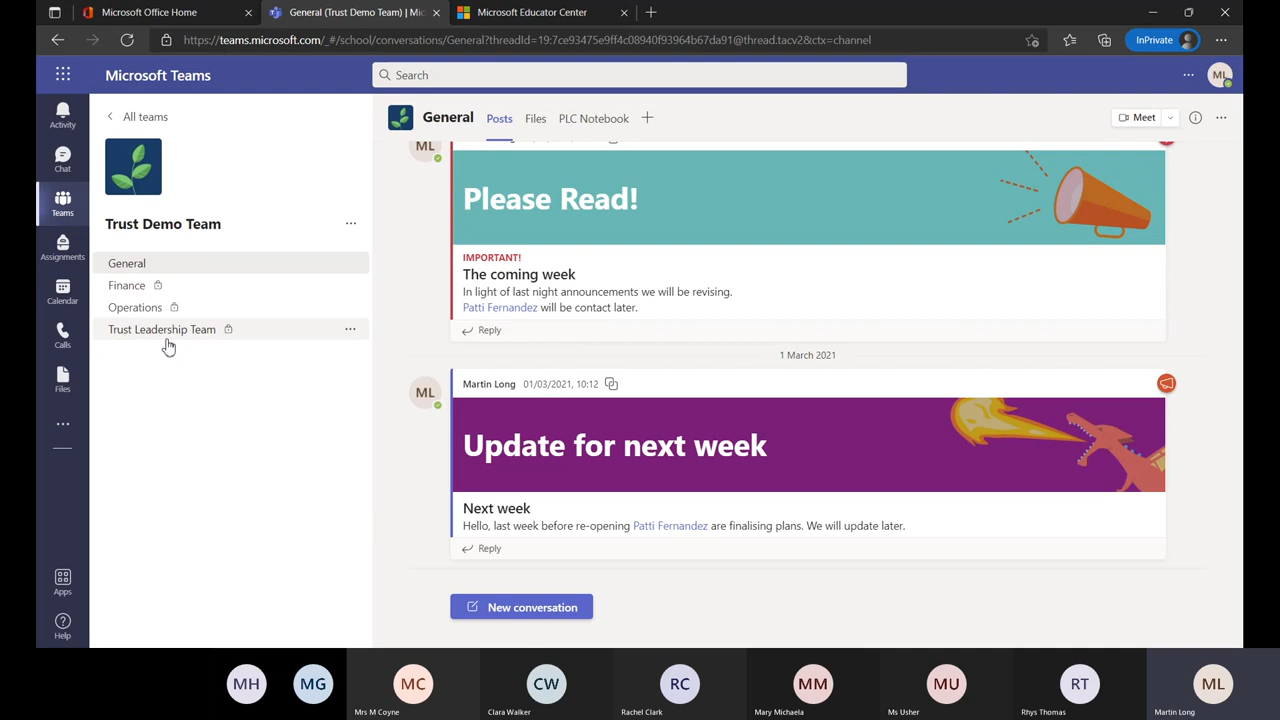 Microsoft Office Home
General (Trust Demo Team) | Mic
Microsoft Educator Center
https://teams.microsoft.com/_#/school/conversations/General?threadId=19:7ce93475e9ff4c08940f93964b67da91@thread.tacv2&ctx=channel
InPrivate
Microsoft Teams
Search
ML
Activity
Chat
Teams
Assignments
Calendar
Calls
Files
Apps
Help
All teams
Trust Demo Team
General
Finance
Operations
Trust Leadership Team
General
Posts
Files
PLC Notebook
Meet
ML
Please Read!
IMPORTANT!
The coming week
In light of last night announcements we will be revising.
Patti Fernandez will be contact later.
Reply
1 March 2021
ML
Martin Long 01/03/2021, 10:12
Update for next week
Next week
Hello, last week before re-opening Patti Fernandez are finalising plans. We will update later.
Reply
New conversation
MH
MG
MC
Mrs M Coyne
CW
Clara Walker
RC
Rachel Clark
MM
Mary Michaela
MU
Ms Usher
RT
Rhys Thomas
ML
Martin Long